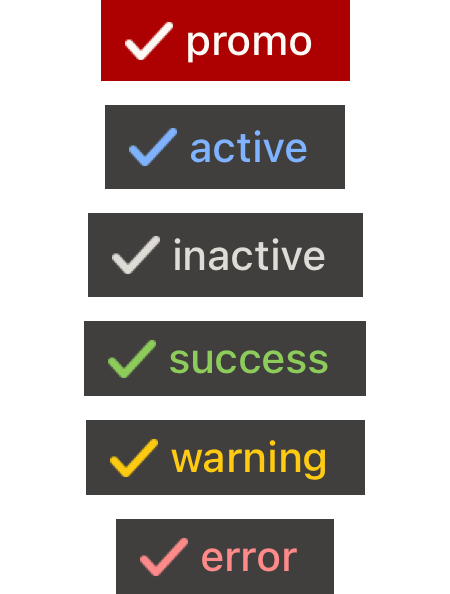 promo
active
inactive
success
warning
error